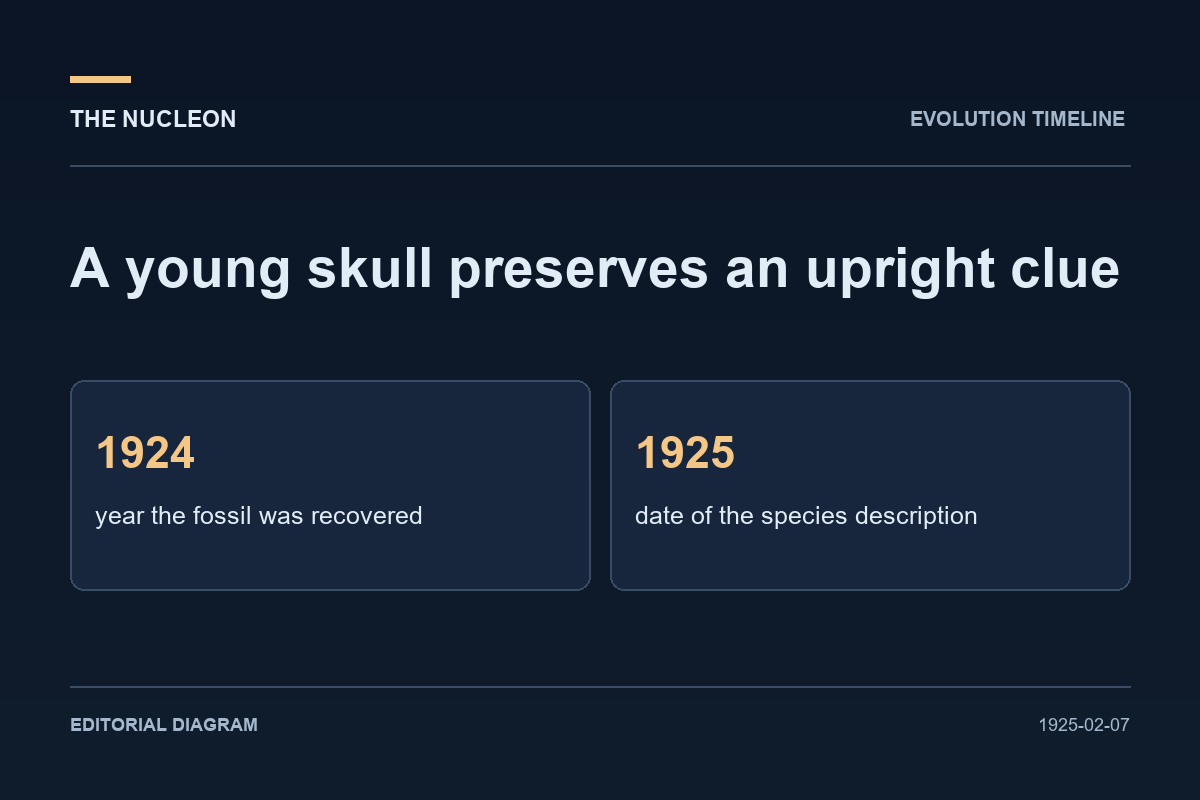 THE NUCLEON
EVOLUTION TIMELINE
A young skull preserves an upright clue
1924
year the fossil was recovered
1925
date of the species description
EDITORIAL DIAGRAM
1925-02-07